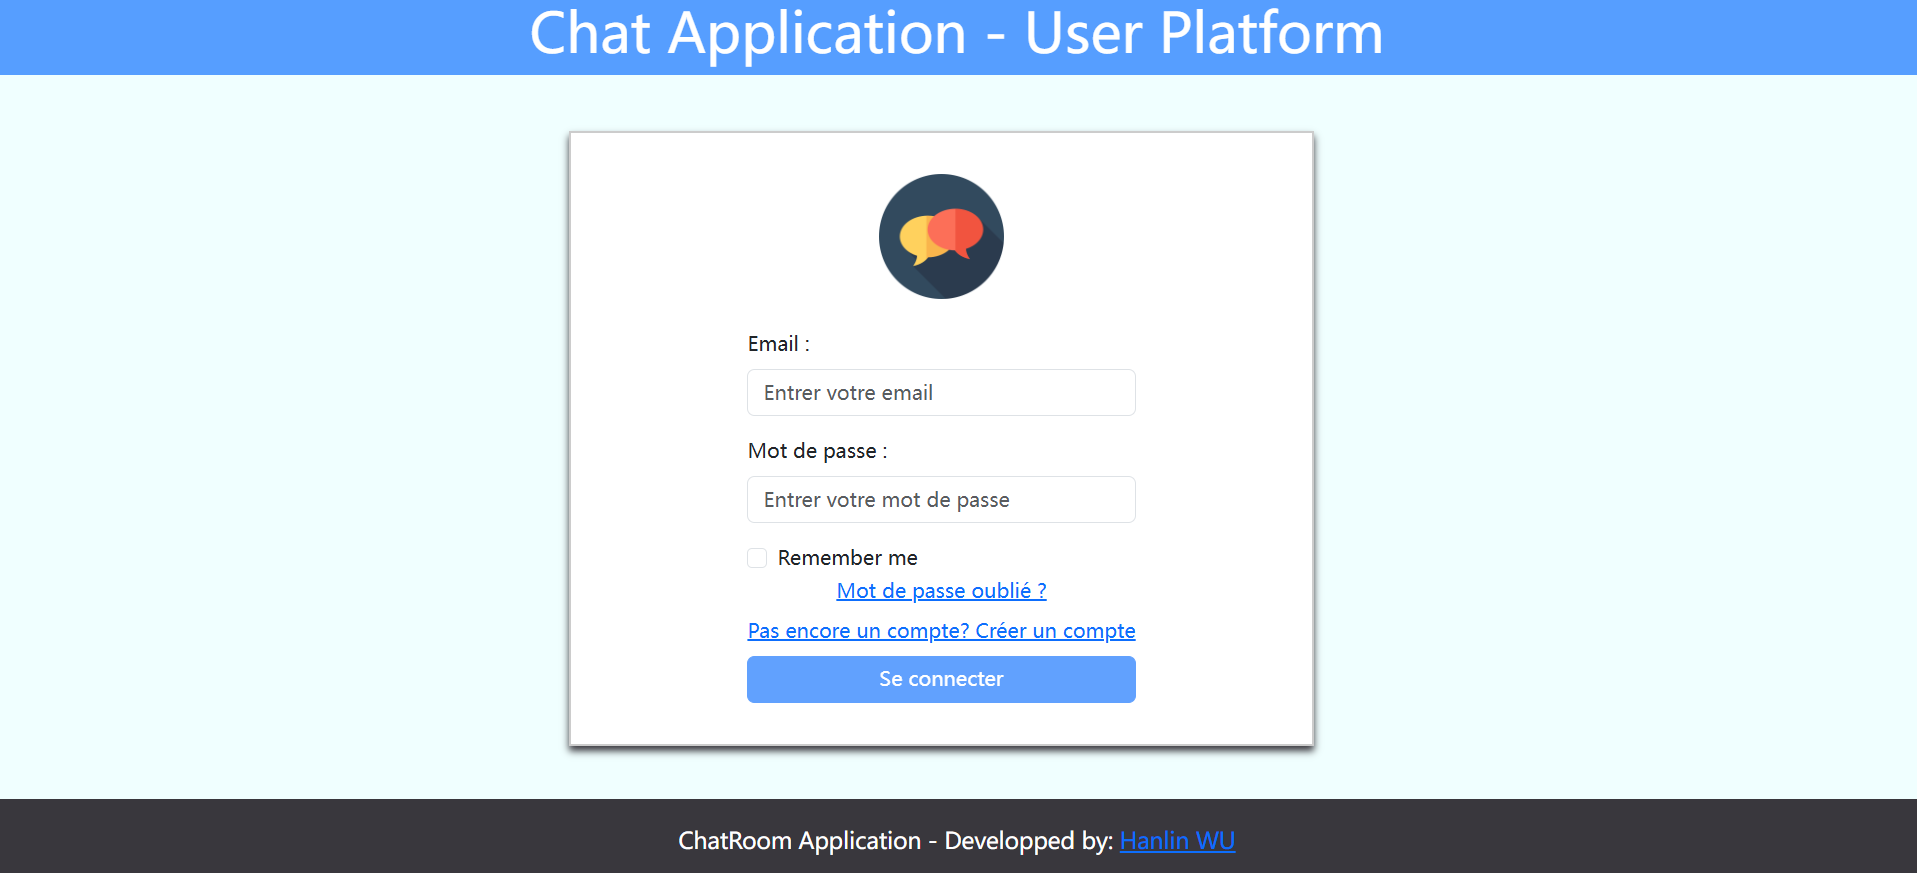 Chat Application - User Platform
Email :
Entrer votre email
Mot de passe :
Entrer votre mot de passe
Remember me
Mot de passe oublié ?
Pas encore un compte? Créer un compte
Se connecter
ChatRoom Application - Developped by: Hanlin WU